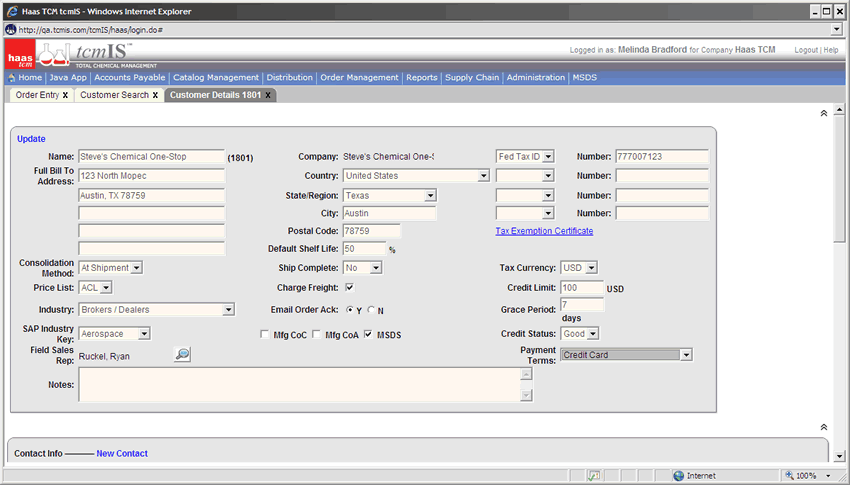 Haas TCM tcmIS - Windows Internet Explorer
http://qa.tcmis.com/tcmIS/haas/login.do#
haas tcm tcmIS™ TOTAL CHEMICAL MANAGEMENT
Logged in as: Melinda Bradford for Company Haas TCM Logout | Help
Home Java App Accounts Payable Catalog Management Distribution Order Management Reports Supply Chain Administration MSDS
Order Entry x Customer Search x Customer Details 1801 x
Update
Name: Steve's Chemical One-Stop (1801) Company: Steve's Chemical One-S Fed Tax ID Number: 777007123
Full Bill To Address: 123 North Mopec Country: United States Number:
Austin, TX 78759 State/Region: Texas Number:
City: Austin Number:
Postal Code: 78759 Tax Exemption Certificate
Default Shelf Life: 50 %
Consolidation Method: At Shipment Ship Complete: No Tax Currency: USD
Price List: ACL Charge Freight: Credit Limit: 100 USD
Industry: Brokers / Dealers Email Order Ack: Y N Grace Period: 7 days
SAP Industry Key: Aerospace Mfg CoC Mfg CoA MSDS Credit Status: Good
Field Sales Rep: Ruckel, Ryan Payment Terms: Credit Card
Notes:
Contact Info New Contact
Internet 100%